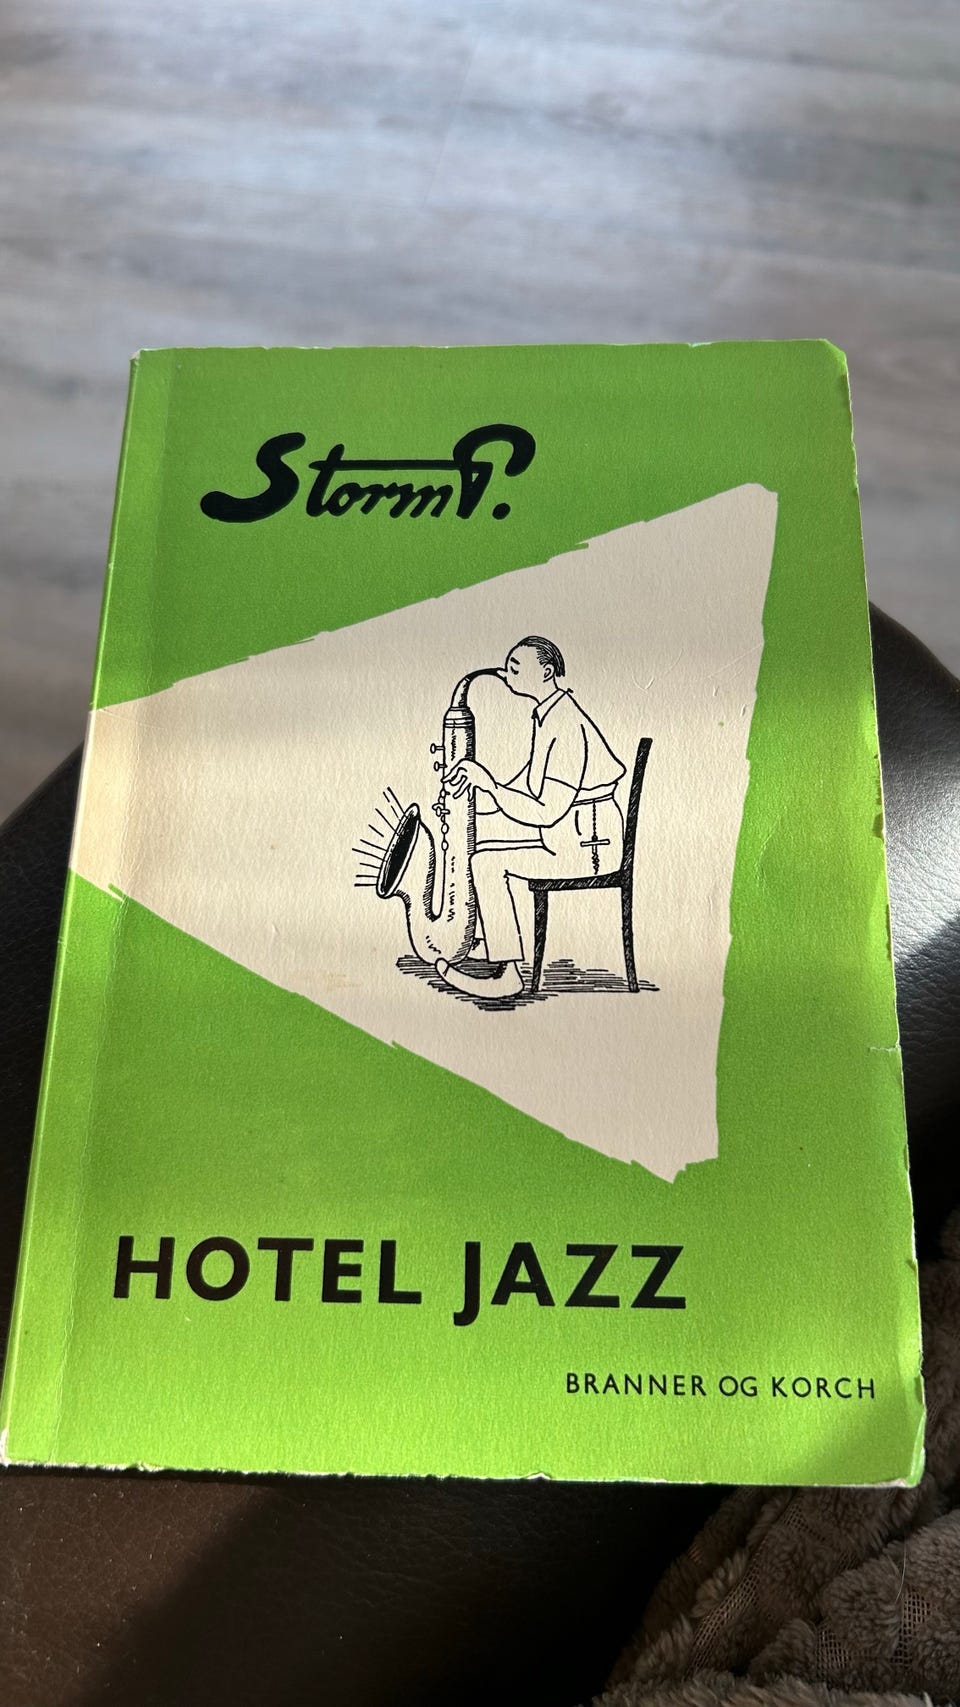 Storm P.
HOTEL JAZZ
BRANNER OG KORCH